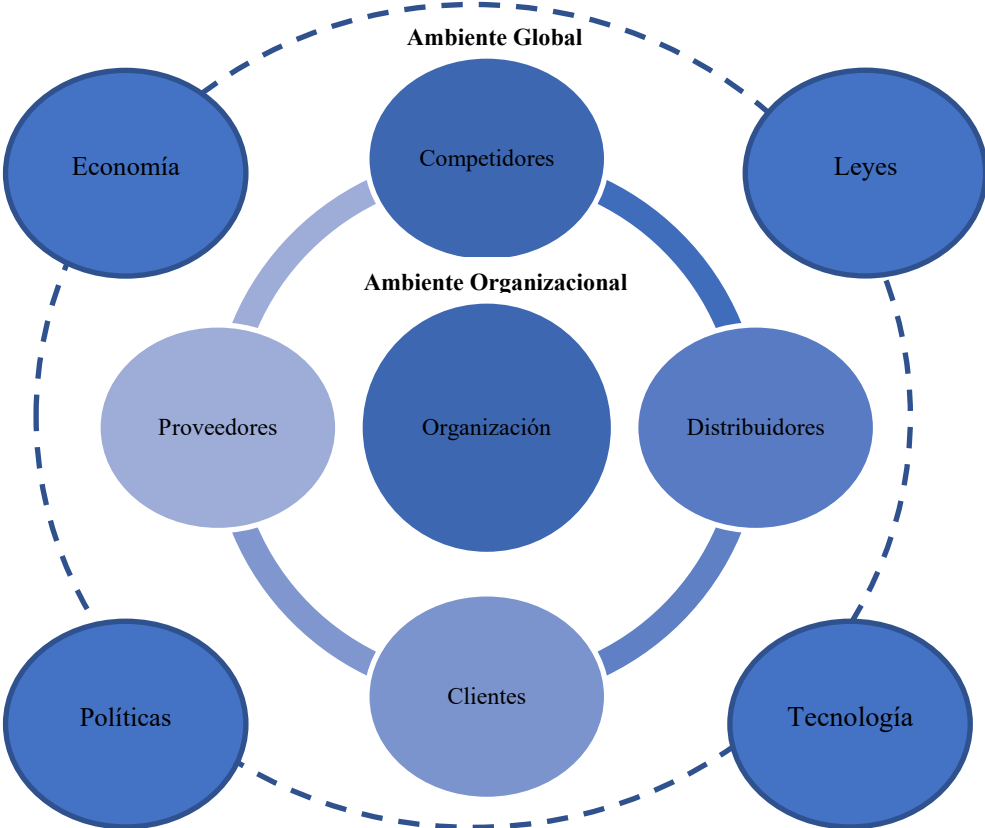 Ambiente Global
Economía
Competidores
Leyes
Ambiente Organizacional
Proveedores
Organización
Distribuidores
Clientes
Políticas
Tecnología